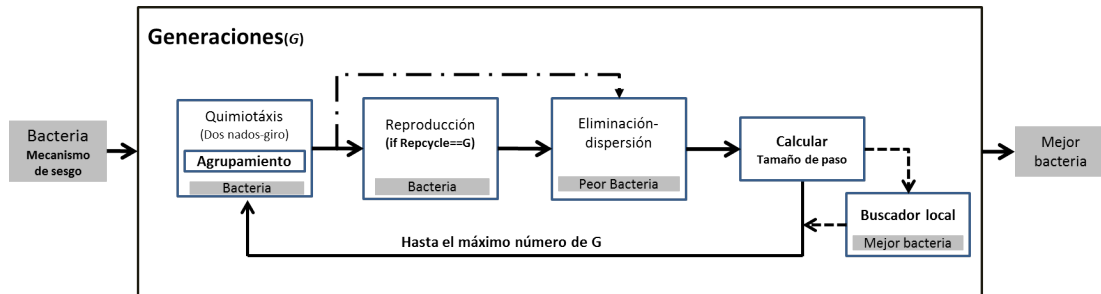 Generaciones(G)
Bacteria
Mecanismo
de sesgo
Quimiotáxis
(Dos nados-giro)
Agrupamiento
Bacteria
Reproducción
(if Repcycle==G)
Bacteria
Eliminación-
dispersión
Peor Bacteria
Calcular
Tamaño de paso
Buscador local
Mejor bacteria
Hasta el máximo número de G
Mejor
bacteria